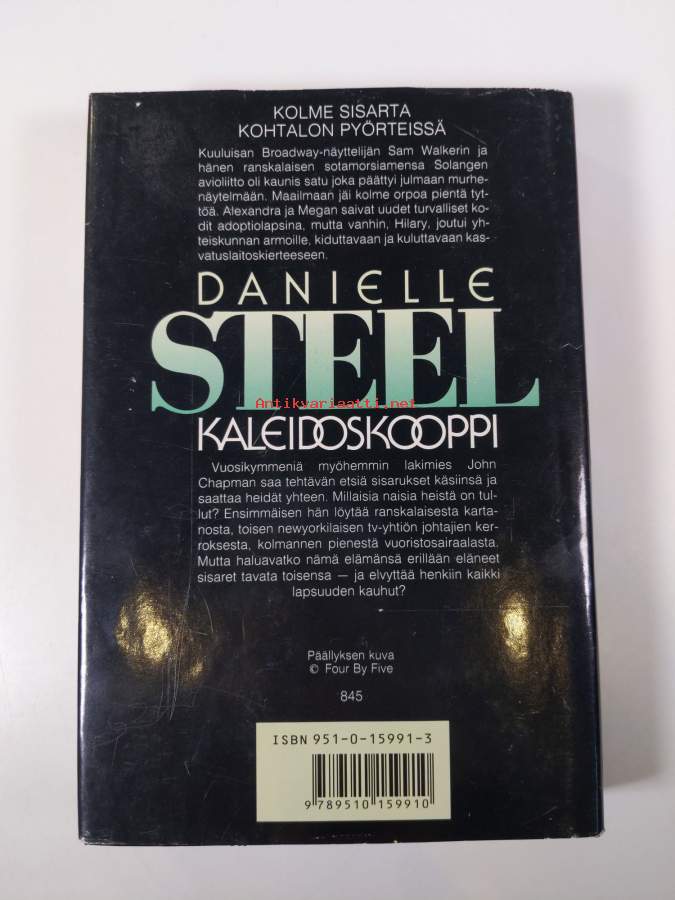 KOLME SISARTA
KOHTALON PYÖRTEISSÄ
Kuuluisan Broadway-näyttelijän Sam Walkerin ja
hänen ranskalaisen sotamorsiamensa Solangen
avioliitto oli kaunis satu joka päättyi julmaan murhe-
näytelmään. Maailmaan jäi kolme orpoa pientä tyt-
töä. Alexandra ja Megan saivat uudet turvalliset ko-
dit adoptiolapsina, mutta vanhin, Hilary, joutui yh-
teiskunnan armoille, kiduttavaan ja kuluttavaan kas-
vatuslaitoskierteeseen.
DANIELLE
STEEL
Antikvariaatti.net
KALEIDOSKOOPPI
Vuosikymmeniä myöhemmin lakimies John
Chapman saa tehtävän etsiä sisarukset käsiinsä ja
saattaa heidät yhteen. Millaisia naisia heistä on tul-
lut? Ensimmäisen hän löytää ranskalaisesta karta-
nosta, toisen newyorkilaisen tv-yhtiön johtajien ker-
roksesta, kolmannen pienestä vuoristosairaalasta.
Mutta haluavatko nämä elämänsä erillään eläneet
sisaret tavata toisensa — ja elvyttää henkiin kaikki
lapsuuden kauhut?
Päällyksen kuva
© Four By Five
845
ISBN 951-0-15991-3
9 789510 159910